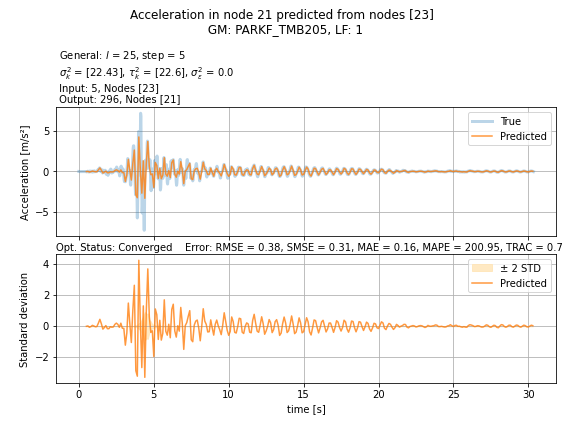 Acceleration in node 21 predicted from nodes [23]
GM: PARKF_TMB205, LF: 1
General: l = 25, step = 5
σ²ₖ = [22.43], τ²ₖ = [22.6], σ²_ε = 0.0
Input: 5, Nodes [23]
Output: 296, Nodes [21]
True
Predicted
Acceleration [m/s²]
5
0
−5
Opt. Status: Converged    Error: RMSE = 0.38, SMSE = 0.31, MAE = 0.16, MAPE = 200.95, TRAC = 0.7
± 2 STD
Predicted
Standard deviation
4
2
0
−2
0 5 10 15 20 25 30
time [s]